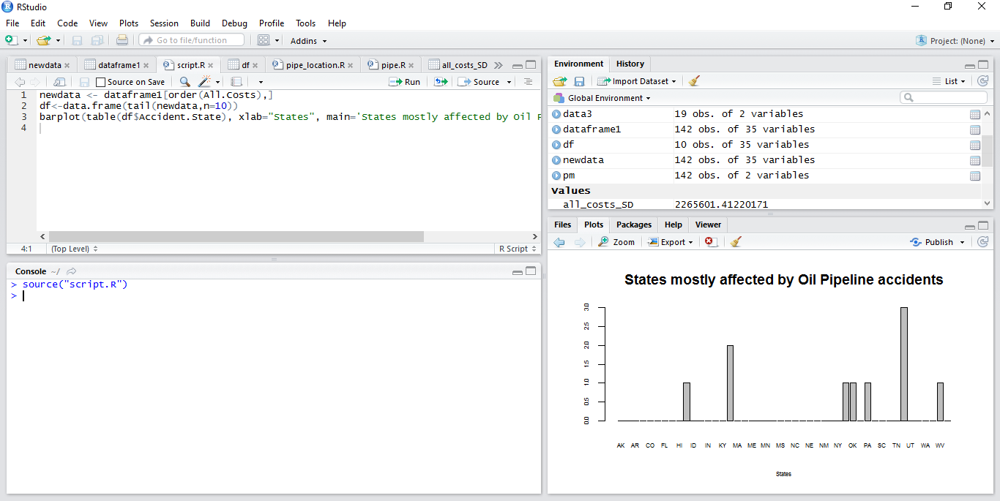 RStudio
File Edit Code View Plots Session Build Debug Profile Tools Help
Go to file/function Addins Project: (None)
newdata dataframe1 script.R df pipe_location.R pipe.R all_costs_SD
Source on Save Run Source
1 newdata <- dataframe1[order(All.Costs),]
2 df<-data.frame(tail(newdata,n=10))
3 barplot(table(df$Accident.State), xlab="States", main='States mostly affected by Oil P
4
4:1 (Top Level) R Script
Console ~/
> source("script.R")
>
Environment History
Import Dataset List
Global Environment
data3 19 obs. of 2 variables
dataframe1 142 obs. of 35 variables
df 10 obs. of 35 variables
newdata 142 obs. of 35 variables
pm 142 obs. of 2 variables
Values
all_costs_SD 2265601.41220171
Files Plots Packages Help Viewer
Zoom Export Publish
States mostly affected by Oil Pipeline accidents
3.0
2.5
2.0
1.5
1.0
0.5
0.0
AK AR CO FL HI ID IN KY MA ME MN MS NC NE NM NY OK PA SC TN UT WA WV
States